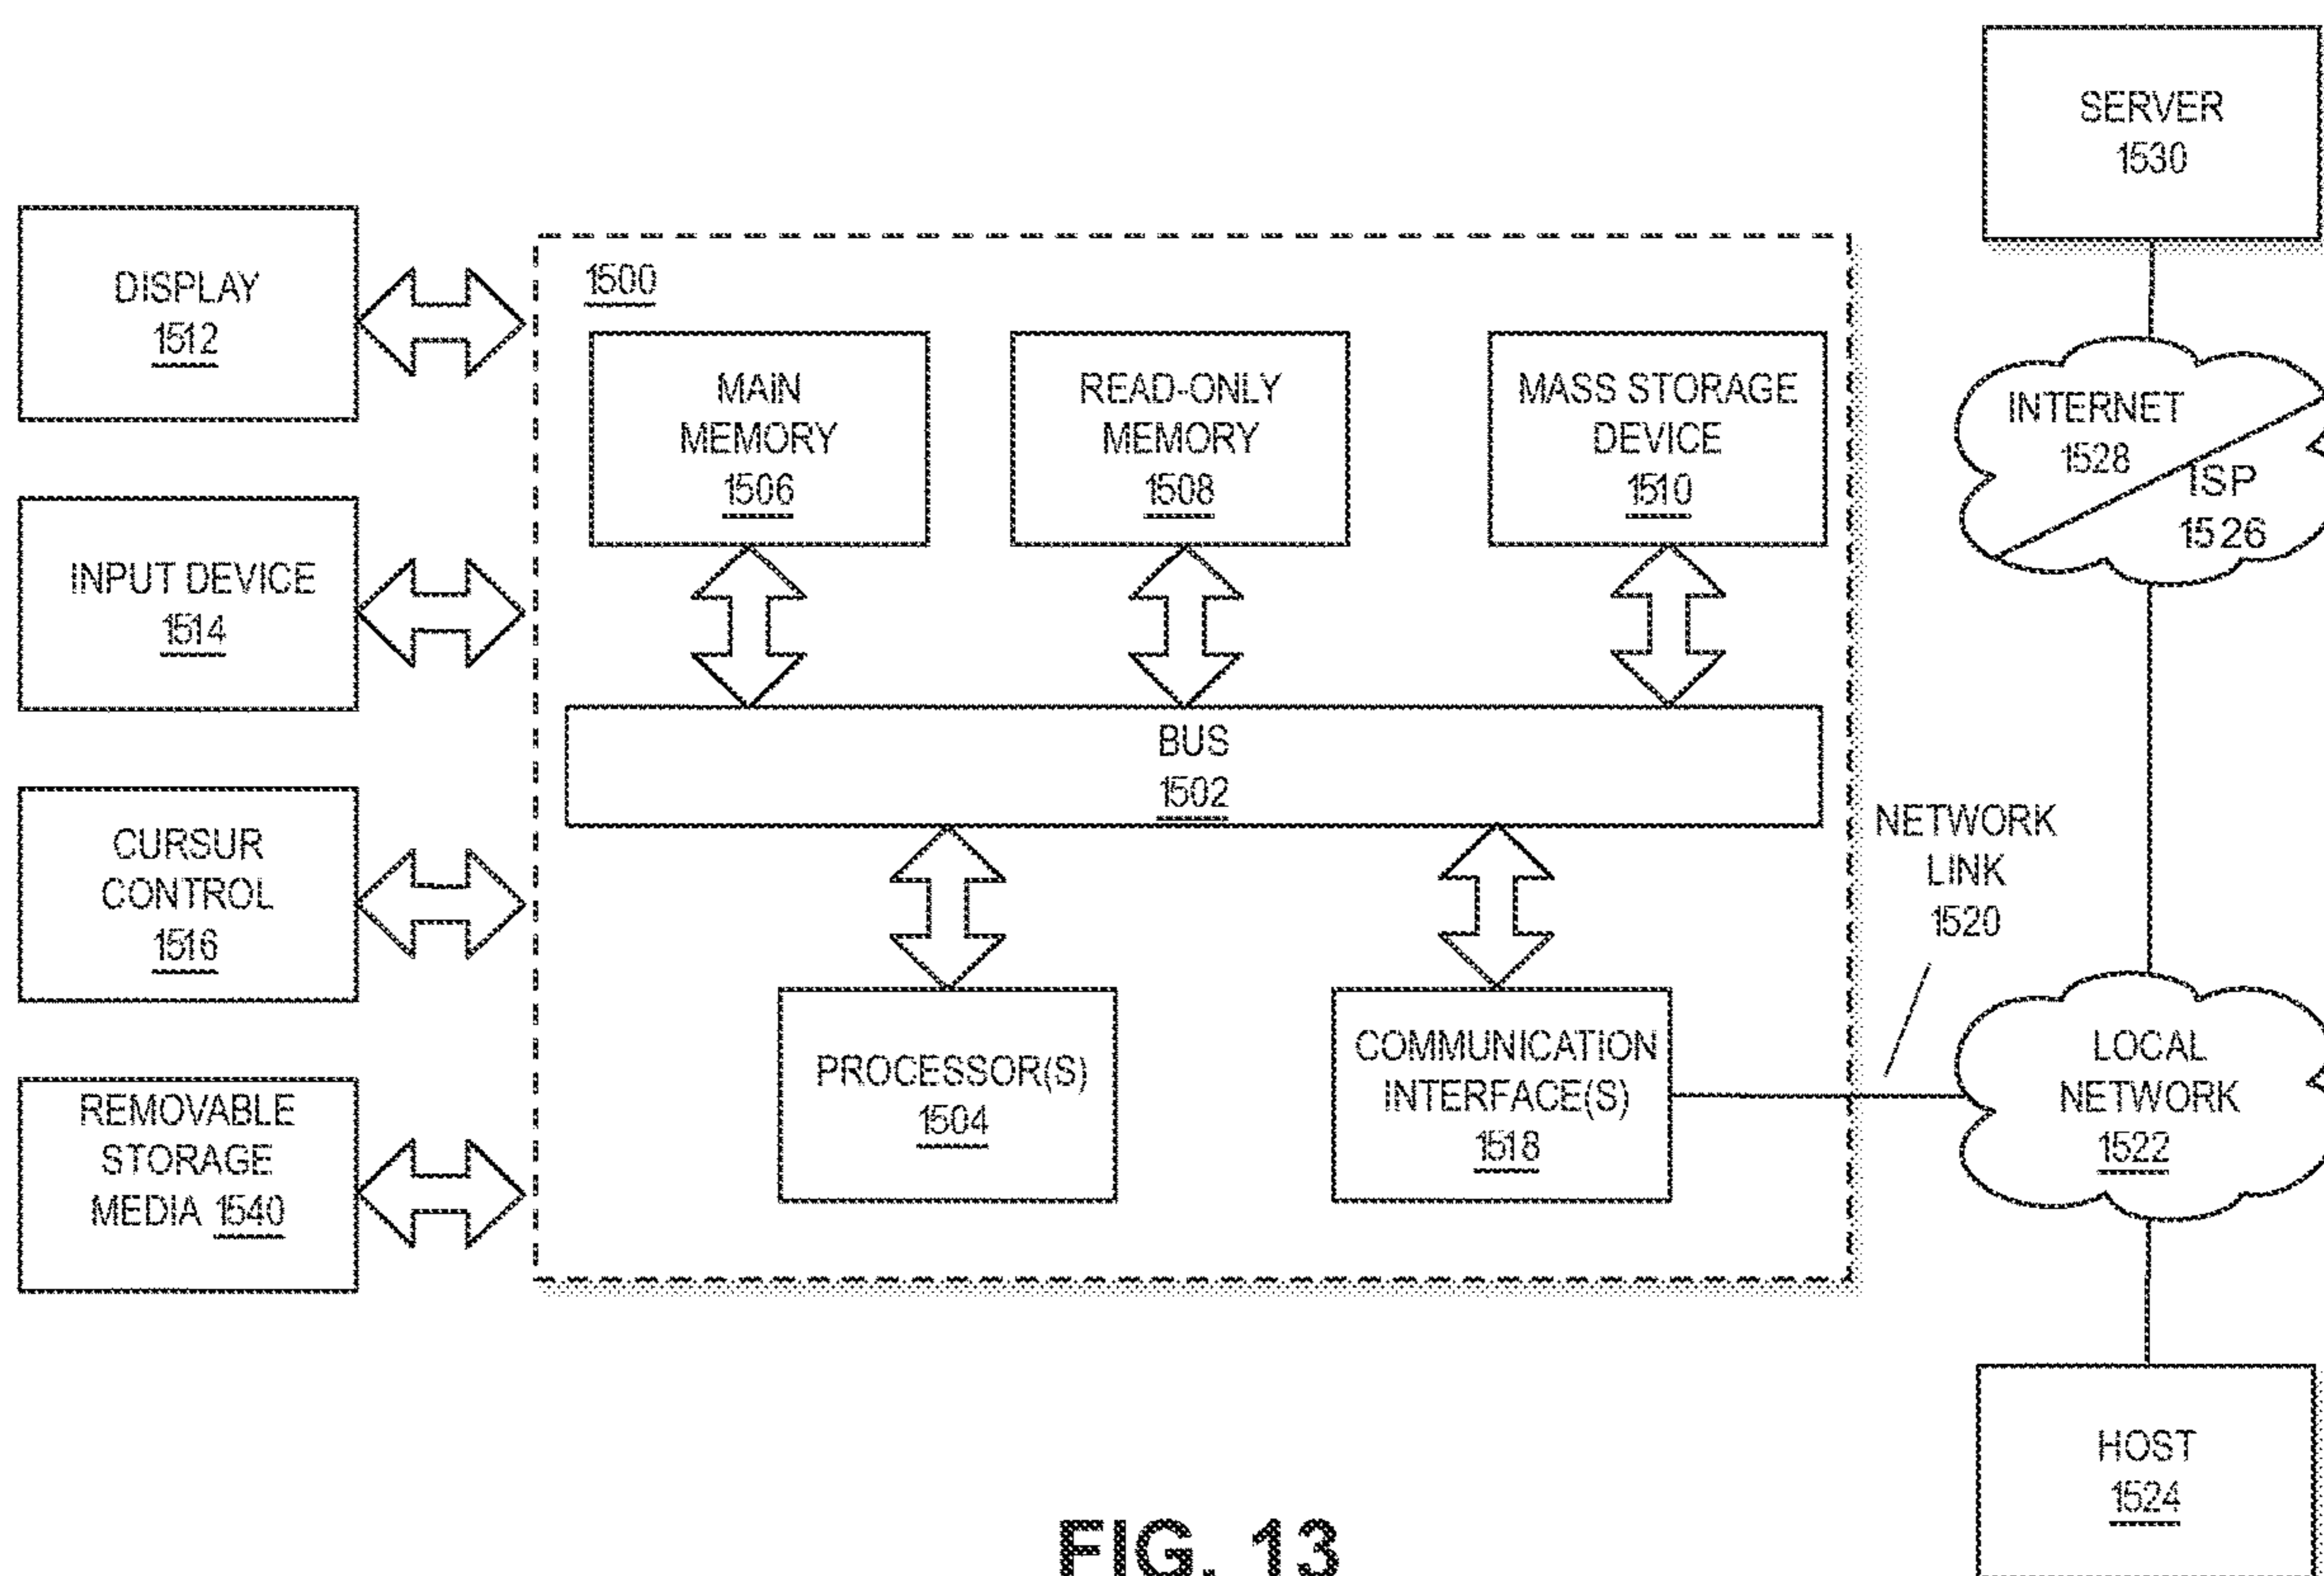 SERVER
1530
DISPLAY
1512
INPUT DEVICE
1514
CURSUR
CONTROL
1516
REMOVABLE
STORAGE
MEDIA 1540
1500
MAIN
MEMORY
1506
READ-ONLY
MEMORY
1508
MASS STORAGE
DEVICE
1510
BUS
1502
PROCESSOR(S)
1504
COMMUNICATION
INTERFACE(S)
1518
INTERNET
1528
ISP
1526
NETWORK
LINK
1520
LOCAL
NETWORK
1522
HOST
1524
FIG. 13